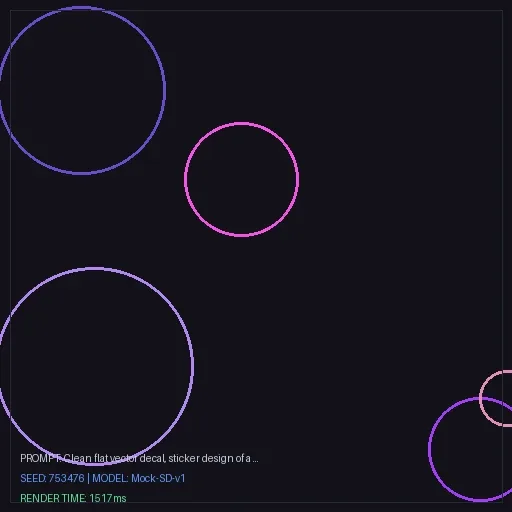 PROMPT: Clean flat vector decal, sticker design of a ...
SEED: 753476 | MODEL: Mock-SD-v1
RENDER TIME: 1517ms